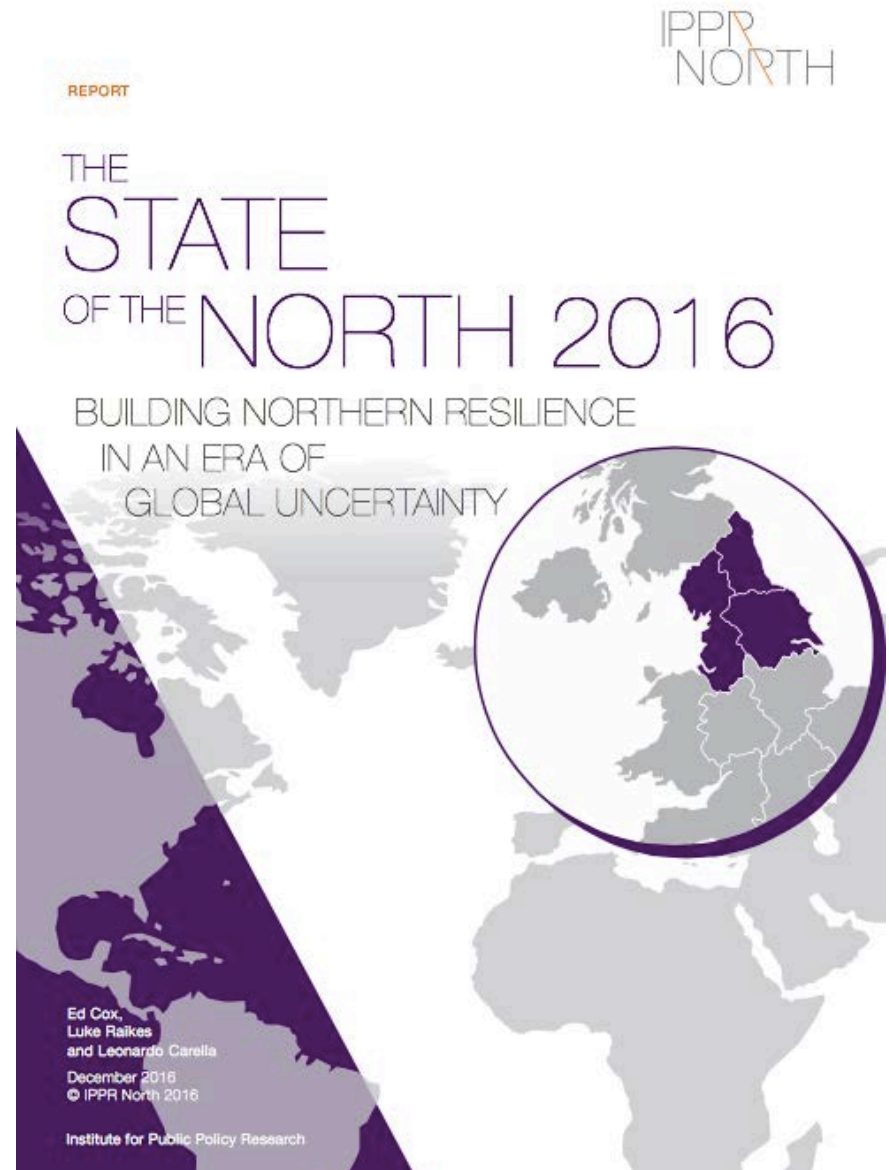 IPPR
NORTH
REPORT
THE
STATE
OF THE NORTH 2016
BUILDING NORTHERN RESILIENCE
IN AN ERA OF
GLOBAL UNCERTAINTY
Ed Cox,
Luke Raikes
and Leonardo Carella
December 2016
© IPPR North 2016
Institute for Public Policy Research